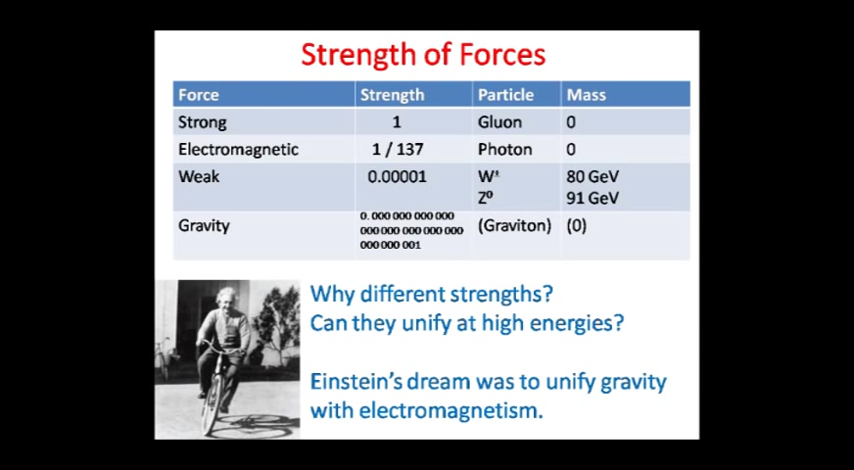 Strength of Forces
Force Strength Particle Mass
Strong 1 Gluon 0
Electromagnetic 1 / 137 Photon 0
Weak 0.00001 W± 80 GeV
Z⁰ 91 GeV
Gravity 0. 000 000 000 000 000 000 000 000 000 000 000 001 (Graviton) (0)
Why different strengths?
Can they unify at high energies?
Einstein's dream was to unify gravity
with electromagnetism.